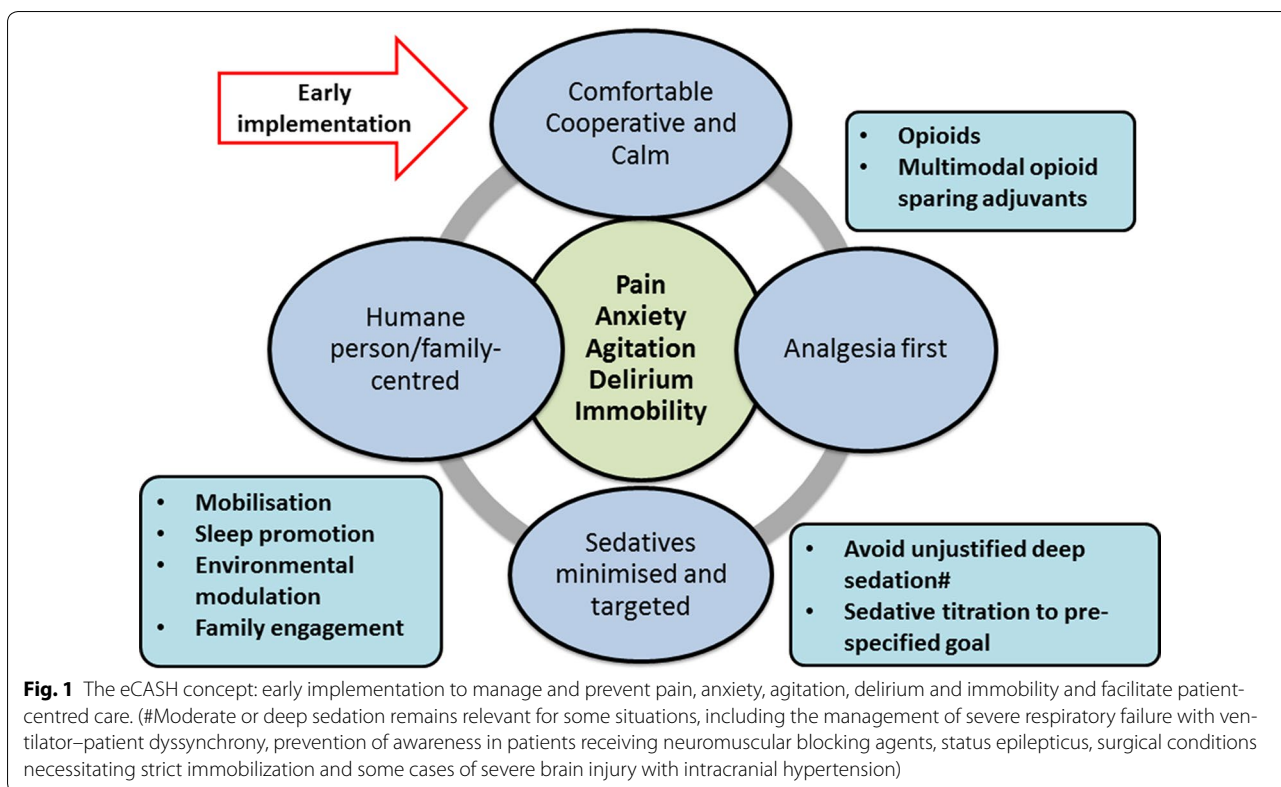 Early
implementation
Comfortable
Cooperative and
Calm
• Opioids
• Multimodal opioid
sparing adjuvants
Humane
person/family-
centred
Pain
Anxiety
Agitation
Delirium
Immobility
Analgesia first
• Mobilisation
• Sleep promotion
• Environmental
modulation
• Family engagement
Sedatives
minimised and
targeted
• Avoid unjustified deep
sedation#
• Sedative titration to pre-
specified goal
Fig. 1 The eCASH concept: early implementation to manage and prevent pain, anxiety, agitation, delirium and immobility and facilitate patient-
centred care. (#Moderate or deep sedation remains relevant for some situations, including the management of severe respiratory failure with ven-
tilator–patient dyssynchrony, prevention of awareness in patients receiving neuromuscular blocking agents, status epilepticus, surgical conditions
necessitating strict immobilization and some cases of severe brain injury with intracranial hypertension)